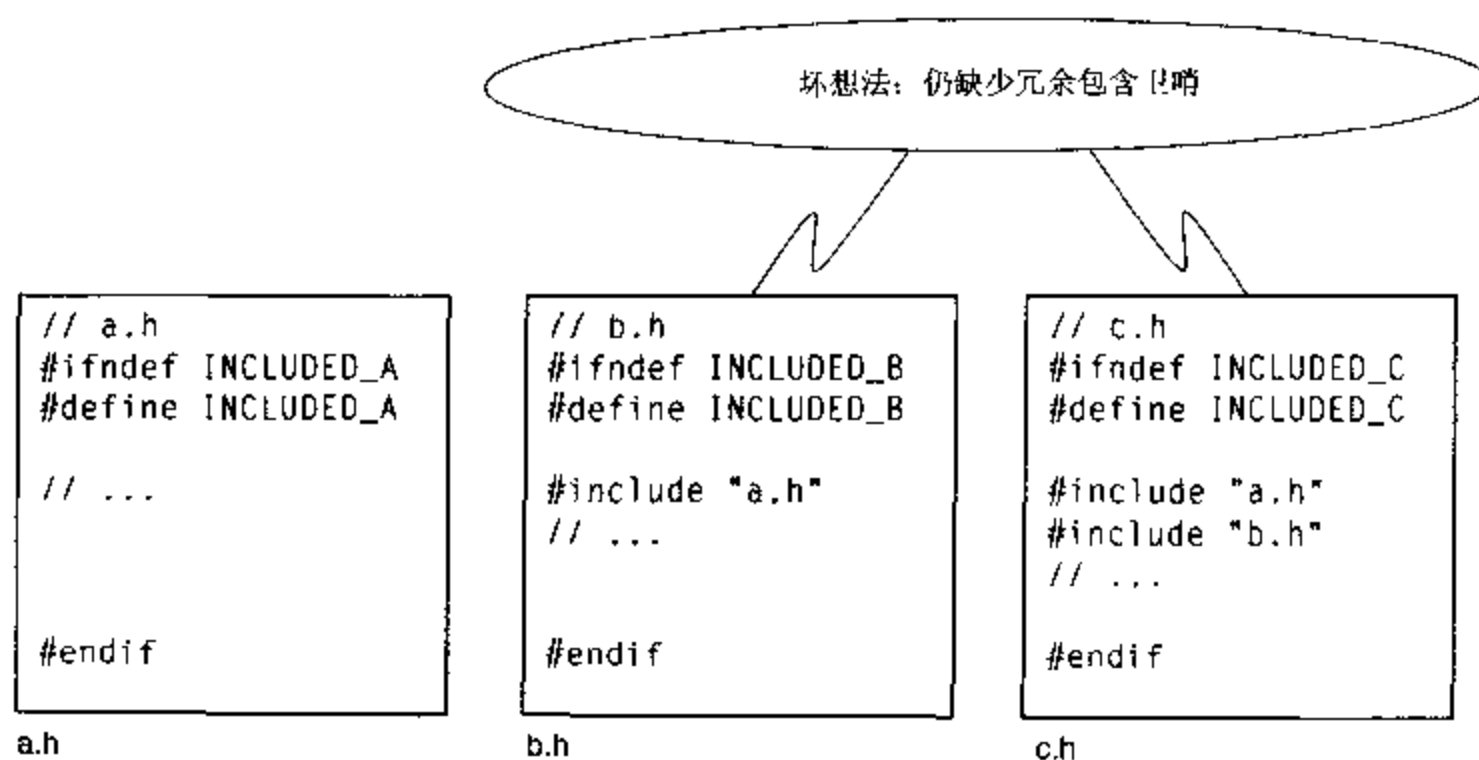 坏想法：仍缺少冗余包含哨
// a.h
#ifndef INCLUDED_A
#define INCLUDED_A
// ...
#endif
a.h
// b.h
#ifndef INCLUDED_B
#define INCLUDED_B
#include "a.h"
// ...
#endif
b.h
// c.h
#ifndef INCLUDED_C
#define INCLUDED_C
#include "a.h"
#include "b.h"
// ...
#endif
c.h